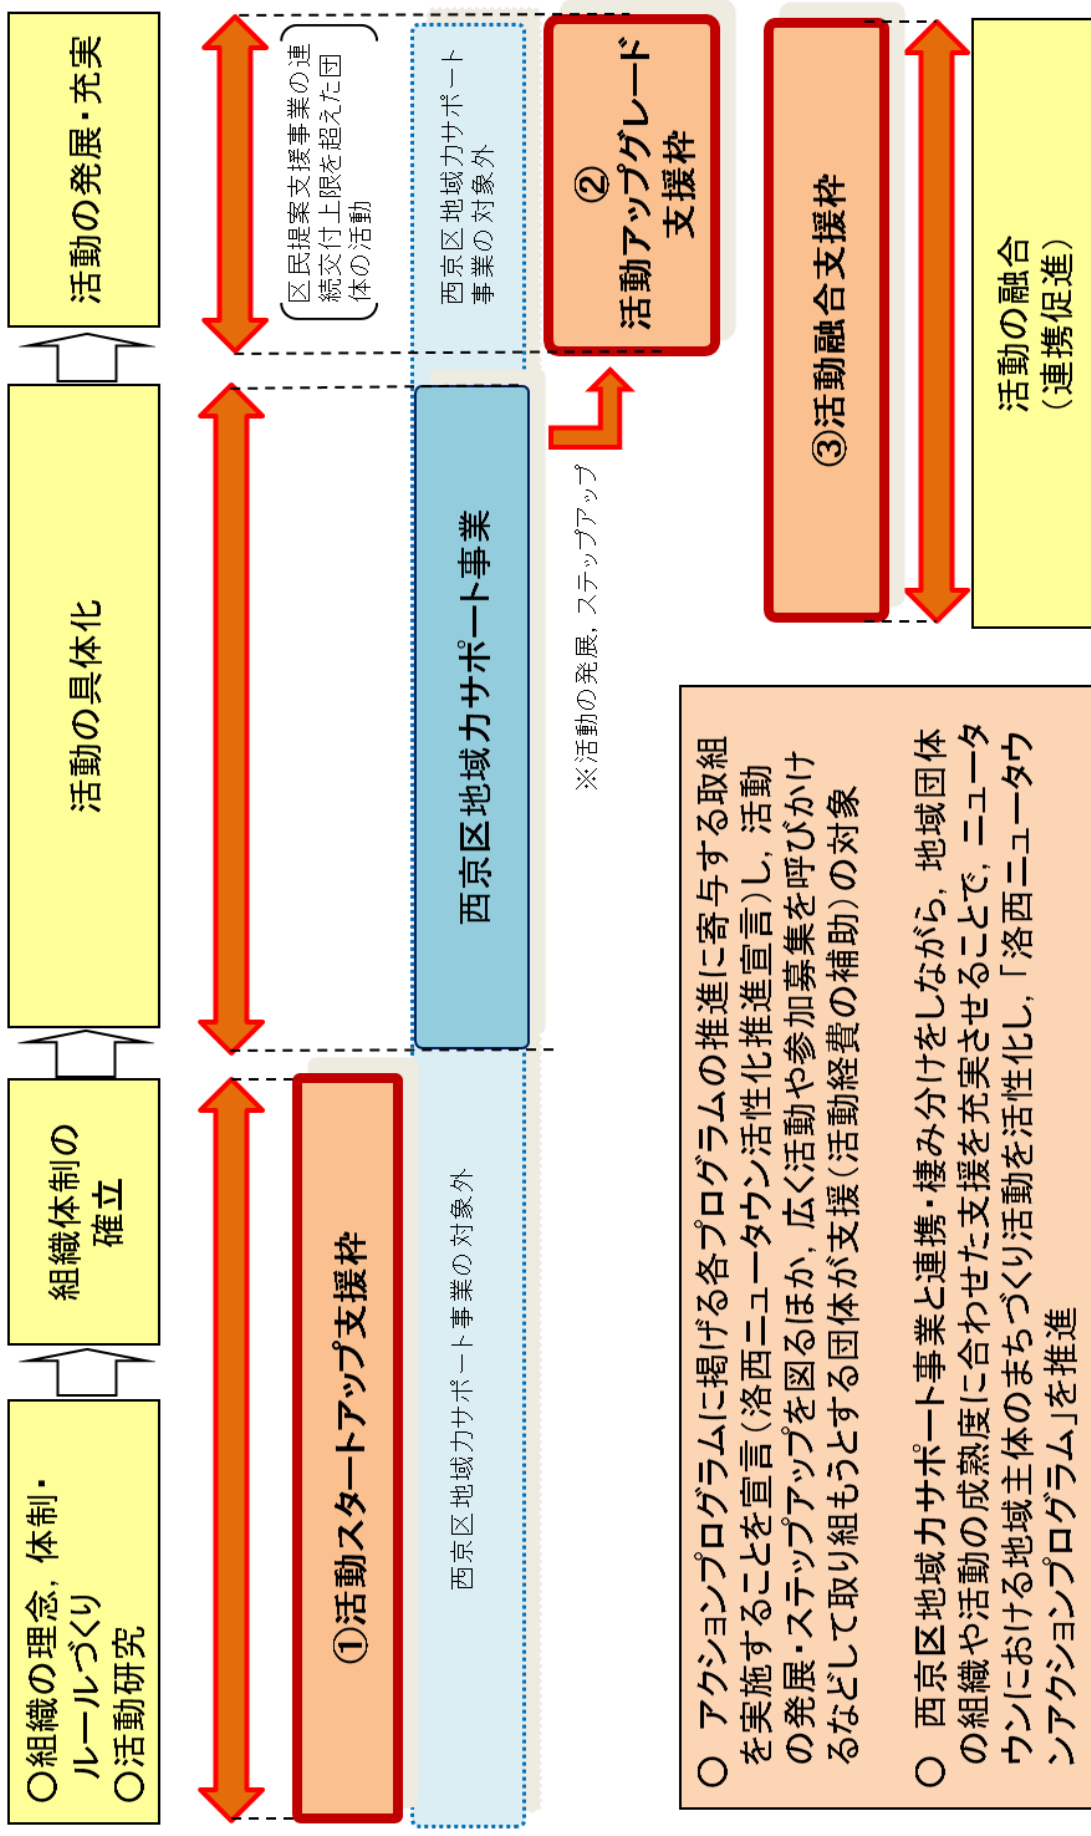 ○組織の理念，体制・
ルールづくり
○活動研究
組織体制の
確立
活動の具体化
活動の発展・充実
区民提案支援事業の連
続交付上限を超えた団
体の活動
①活動スタートアップ支援枠
西京区地域力サポート事業の対象外
西京区地域力サポート事業
西京区地域力サポート
事業の対象外
※活動の発展，ステップアップ
②
活動アップグレード
支援枠
③活動融合支援枠
活動の融合
（連携促進）
○　アクションプログラムに掲げる各プログラムの推進に寄与する取組
を実施することを宣言（洛西ニュータウン活性化推進宣言）し，活動
の発展・ステップアップを図るほか，広く活動や参加募集を呼びかけ
るなどして取り組もうとする団体が支援（活動経費の補助）の対象
○　西京区地域力サポート事業と連携・棲み分けをしながら，地域団体
の組織や活動の成熟度に合わせた支援を充実させることで，ニュータ
ウンにおける地域主体のまちづくり活動を活性化し，「洛西ニュータウ
ンアクションプログラム」を推進